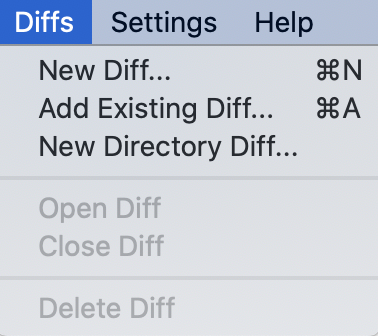 Diffs Settings Help
New Diff... ⌘N
Add Existing Diff... ⌘A
New Directory Diff...
Open Diff
Close Diff
Delete Diff